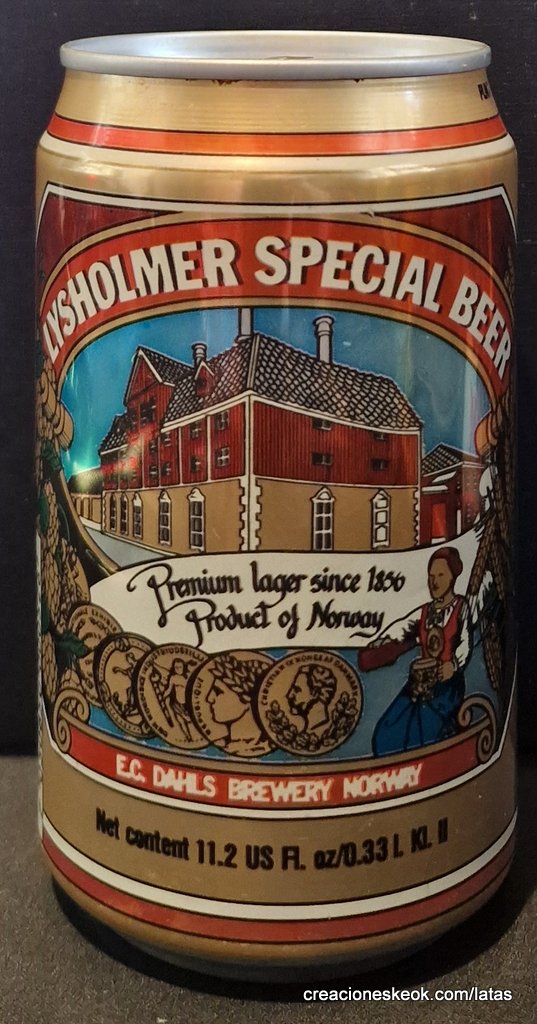 LYSHOLMER SPECIAL BEER
Premium lager since 1856
Product of Norway
E.C. DAHLS BREWERY NORWAY
Net content 11.2 US Fl. oz/0.33 l. Kl. II
creacioneskeok.com/latas